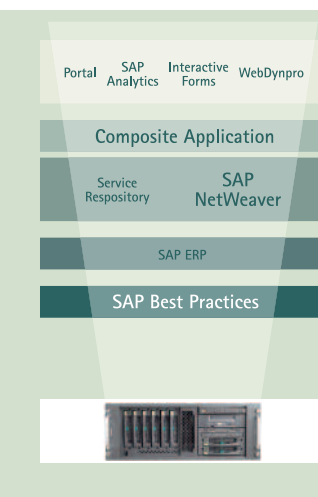 Portal
SAP Analytics
Interactive Forms
WebDynpro
Composite Application
Service Respository
SAP NetWeaver
SAP ERP
SAP Best Practices